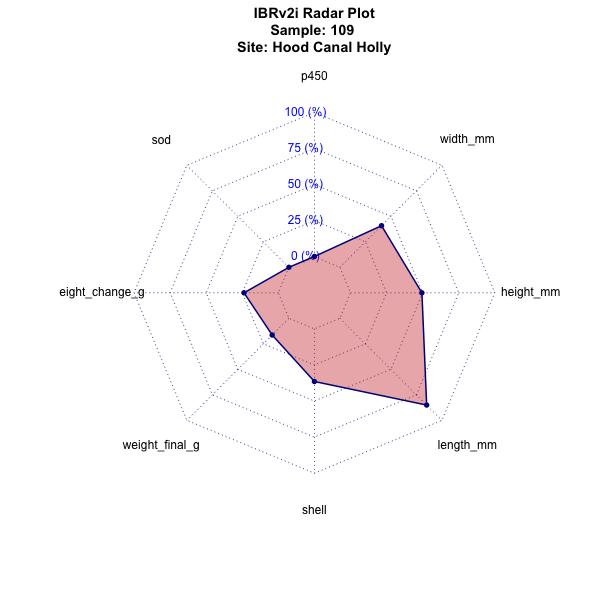 IBRv2i Radar Plot
Sample: 109
Site: Hood Canal Holly
p450
100 (%)
sod
width_mm
75 (%)
50 (%)
25 (%)
0 (%)
eight_change_g
height_mm
weight_final_g
length_mm
shell